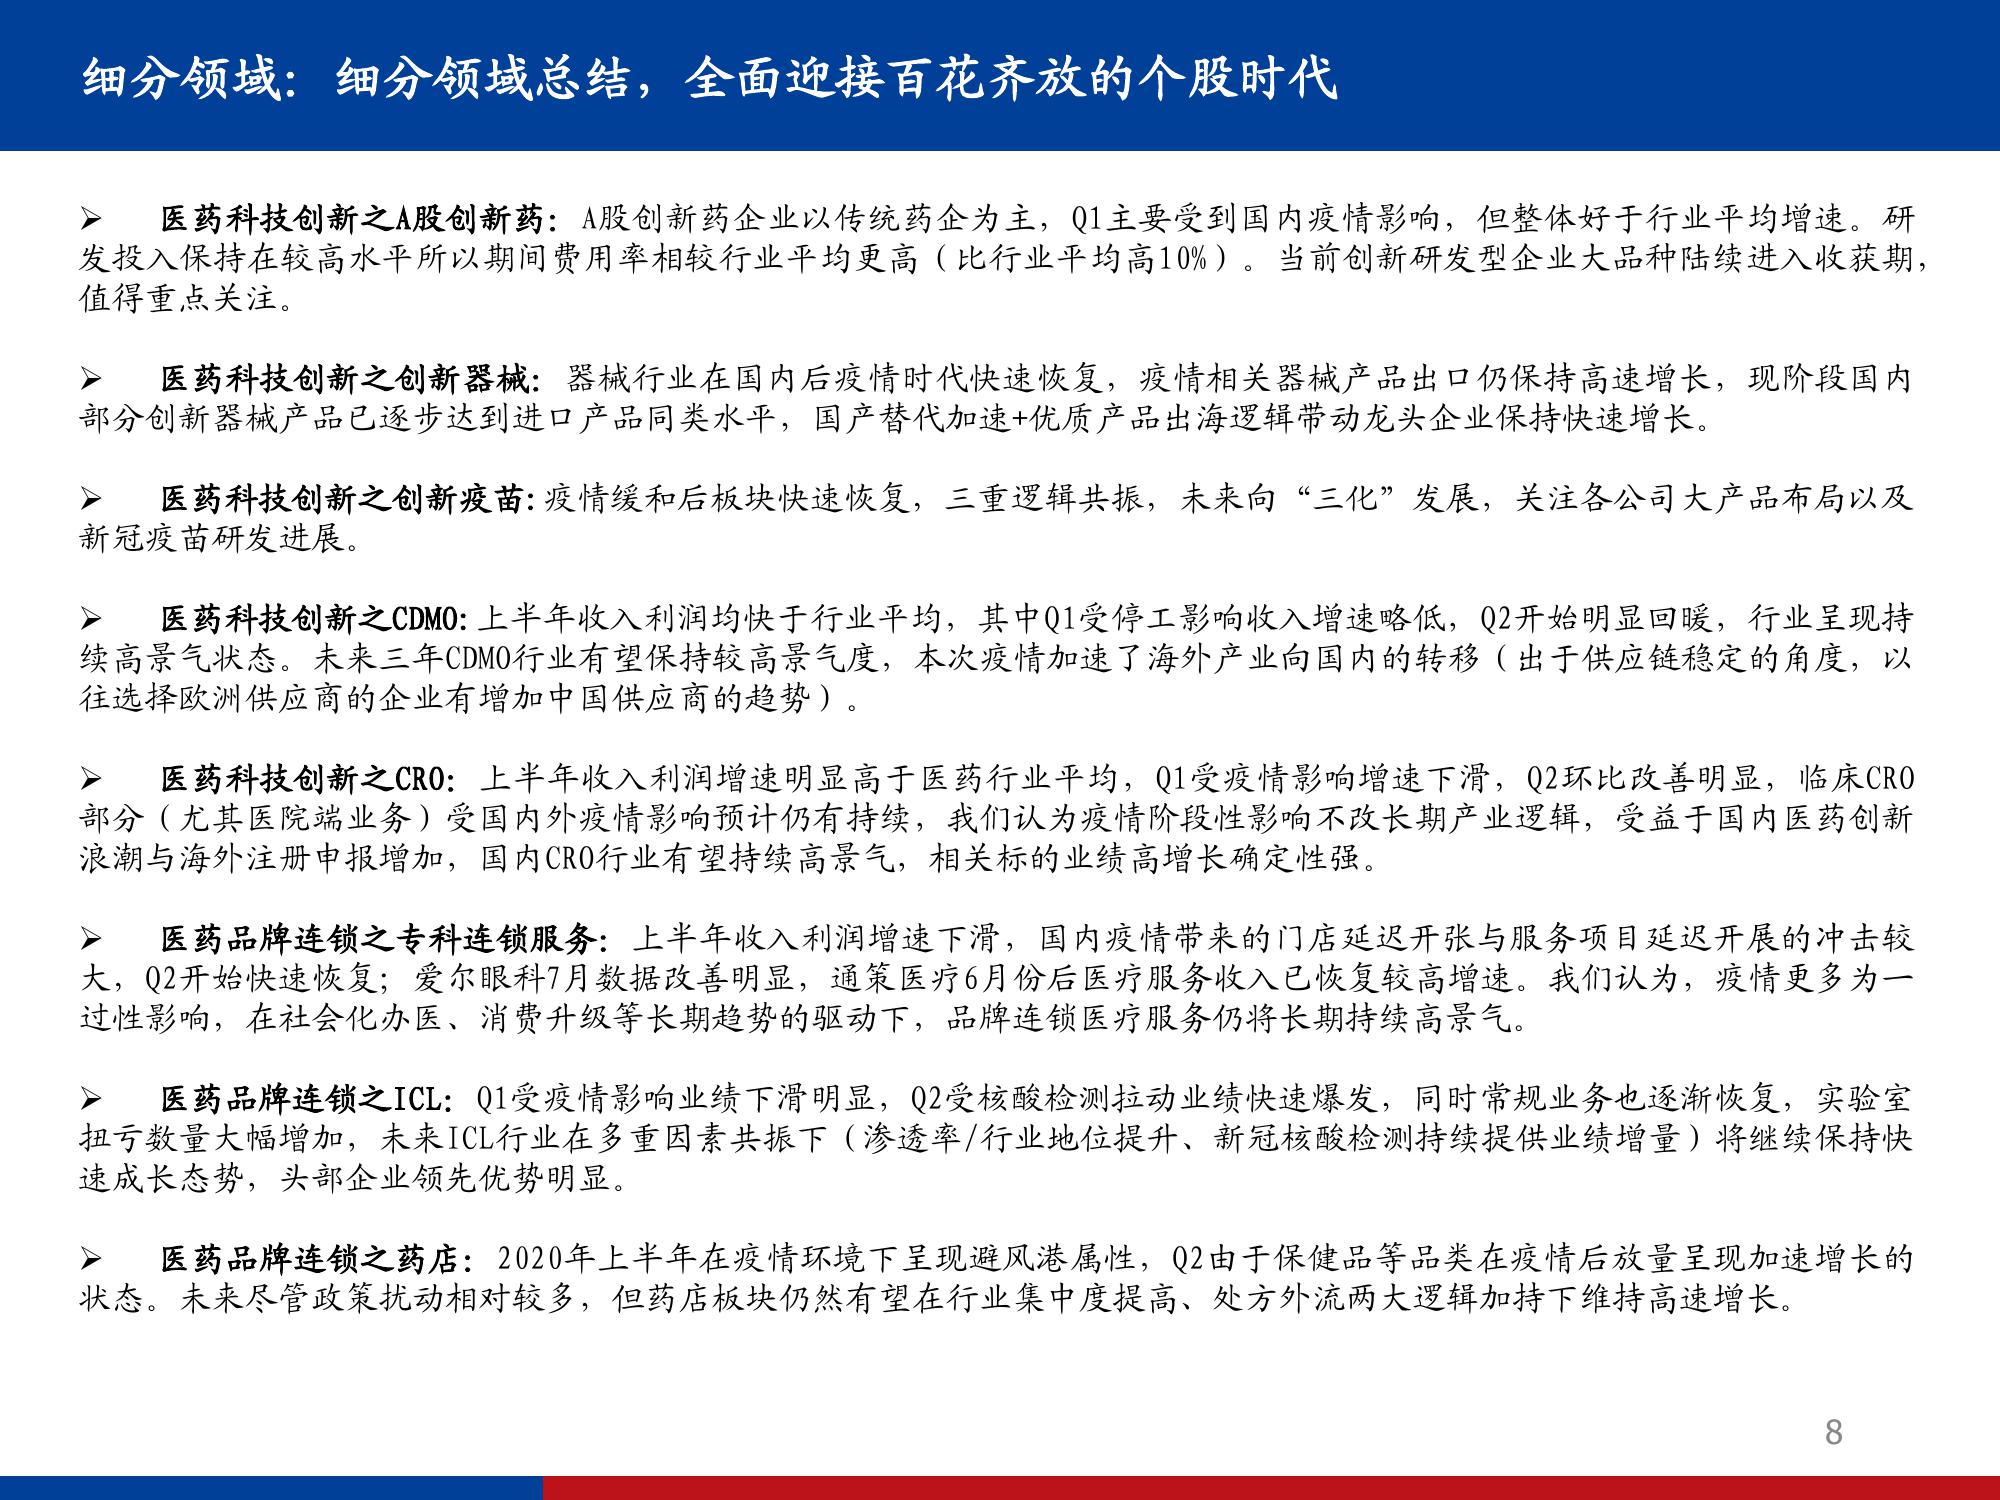 细分领域：细分领域总结，全面迎接百花齐放的个股时代
➢ 医药科技创新之A股创新药：A股创新药企业以传统药企为主，Q1主要受到国内疫情影响，但整体好于行业平均增速。研
发投入保持在较高水平所以期间费用率相较行业平均更高（比行业平均高10%）。当前创新研发型企业大品种陆续进入收获期，
值得重点关注。
➢ 医药科技创新之创新器械：器械行业在国内后疫情时代快速恢复，疫情相关器械产品出口仍保持高速增长，现阶段国内
部分创新器械产品已逐步达到进口产品同类水平，国产替代加速+优质产品出海逻辑带动龙头企业保持快速增长。
➢ 医药科技创新之创新疫苗：疫情缓和后板块快速恢复，三重逻辑共振，未来向“三化”发展，关注各公司大产品布局以及
新冠疫苗研发进展。
➢ 医药科技创新之CDMO：上半年收入利润均快于行业平均，其中Q1受停工影响收入增速略低，Q2开始明显回暖，行业呈现持
续高景气状态。未来三年CDMO行业有望保持较高景气度，本次疫情加速了海外产业向国内的转移（出于供应链稳定的角度，以
往选择欧洲供应商的企业有增加中国供应商的趋势）。
➢ 医药科技创新之CRO：上半年收入利润增速明显高于医药行业平均，Q1受疫情影响增速下滑，Q2环比改善明显，临床CRO
部分（尤其医院端业务）受国内外疫情影响预计仍有持续，我们认为疫情阶段性影响不改长期产业逻辑，受益于国内医药创新
浪潮与海外注册申报增加，国内CRO行业有望持续高景气，相关标的业绩高增长确定性强。
➢ 医药品牌连锁之专科连锁服务：上半年收入利润增速下滑，国内疫情带来的门店延迟开张与服务项目延迟开展的冲击较
大，Q2开始快速恢复；爱尔眼科7月数据改善明显，通策医疗6月份后医疗服务收入已恢复较高增速。我们认为，疫情更多为一
过性影响，在社会化办医、消费升级等长期趋势的驱动下，品牌连锁医疗服务仍将长期持续高景气。
➢ 医药品牌连锁之ICL：Q1受疫情影响业绩下滑明显，Q2受核酸检测拉动业绩快速爆发，同时常规业务也逐渐恢复，实验室
扭亏数量大幅增加，未来ICL行业在多重因素共振下（渗透率/行业地位提升、新冠核酸检测持续提供业绩增量）将继续保持快
速成长态势，头部企业领先优势明显。
➢ 医药品牌连锁之药店：2020年上半年在疫情环境下呈现避风港属性，Q2由于保健品等品类在疫情后放量呈现加速增长的
状态。未来尽管政策扰动相对较多，但药店板块仍然有望在行业集中度提高、处方外流两大逻辑加持下维持高速增长。
8